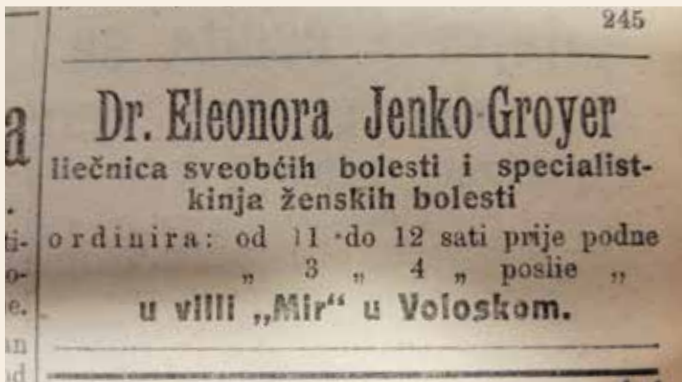 245
Dr. Eleonora Jenko-Groyer
liečnica sveobćih bolesti i specialist-
kinja ženskih bolesti
ordinira: od 11 do 12 sati prije podne
„ 3 „ 4 „ poslie „
u villi „Mir“ u Voloskom.